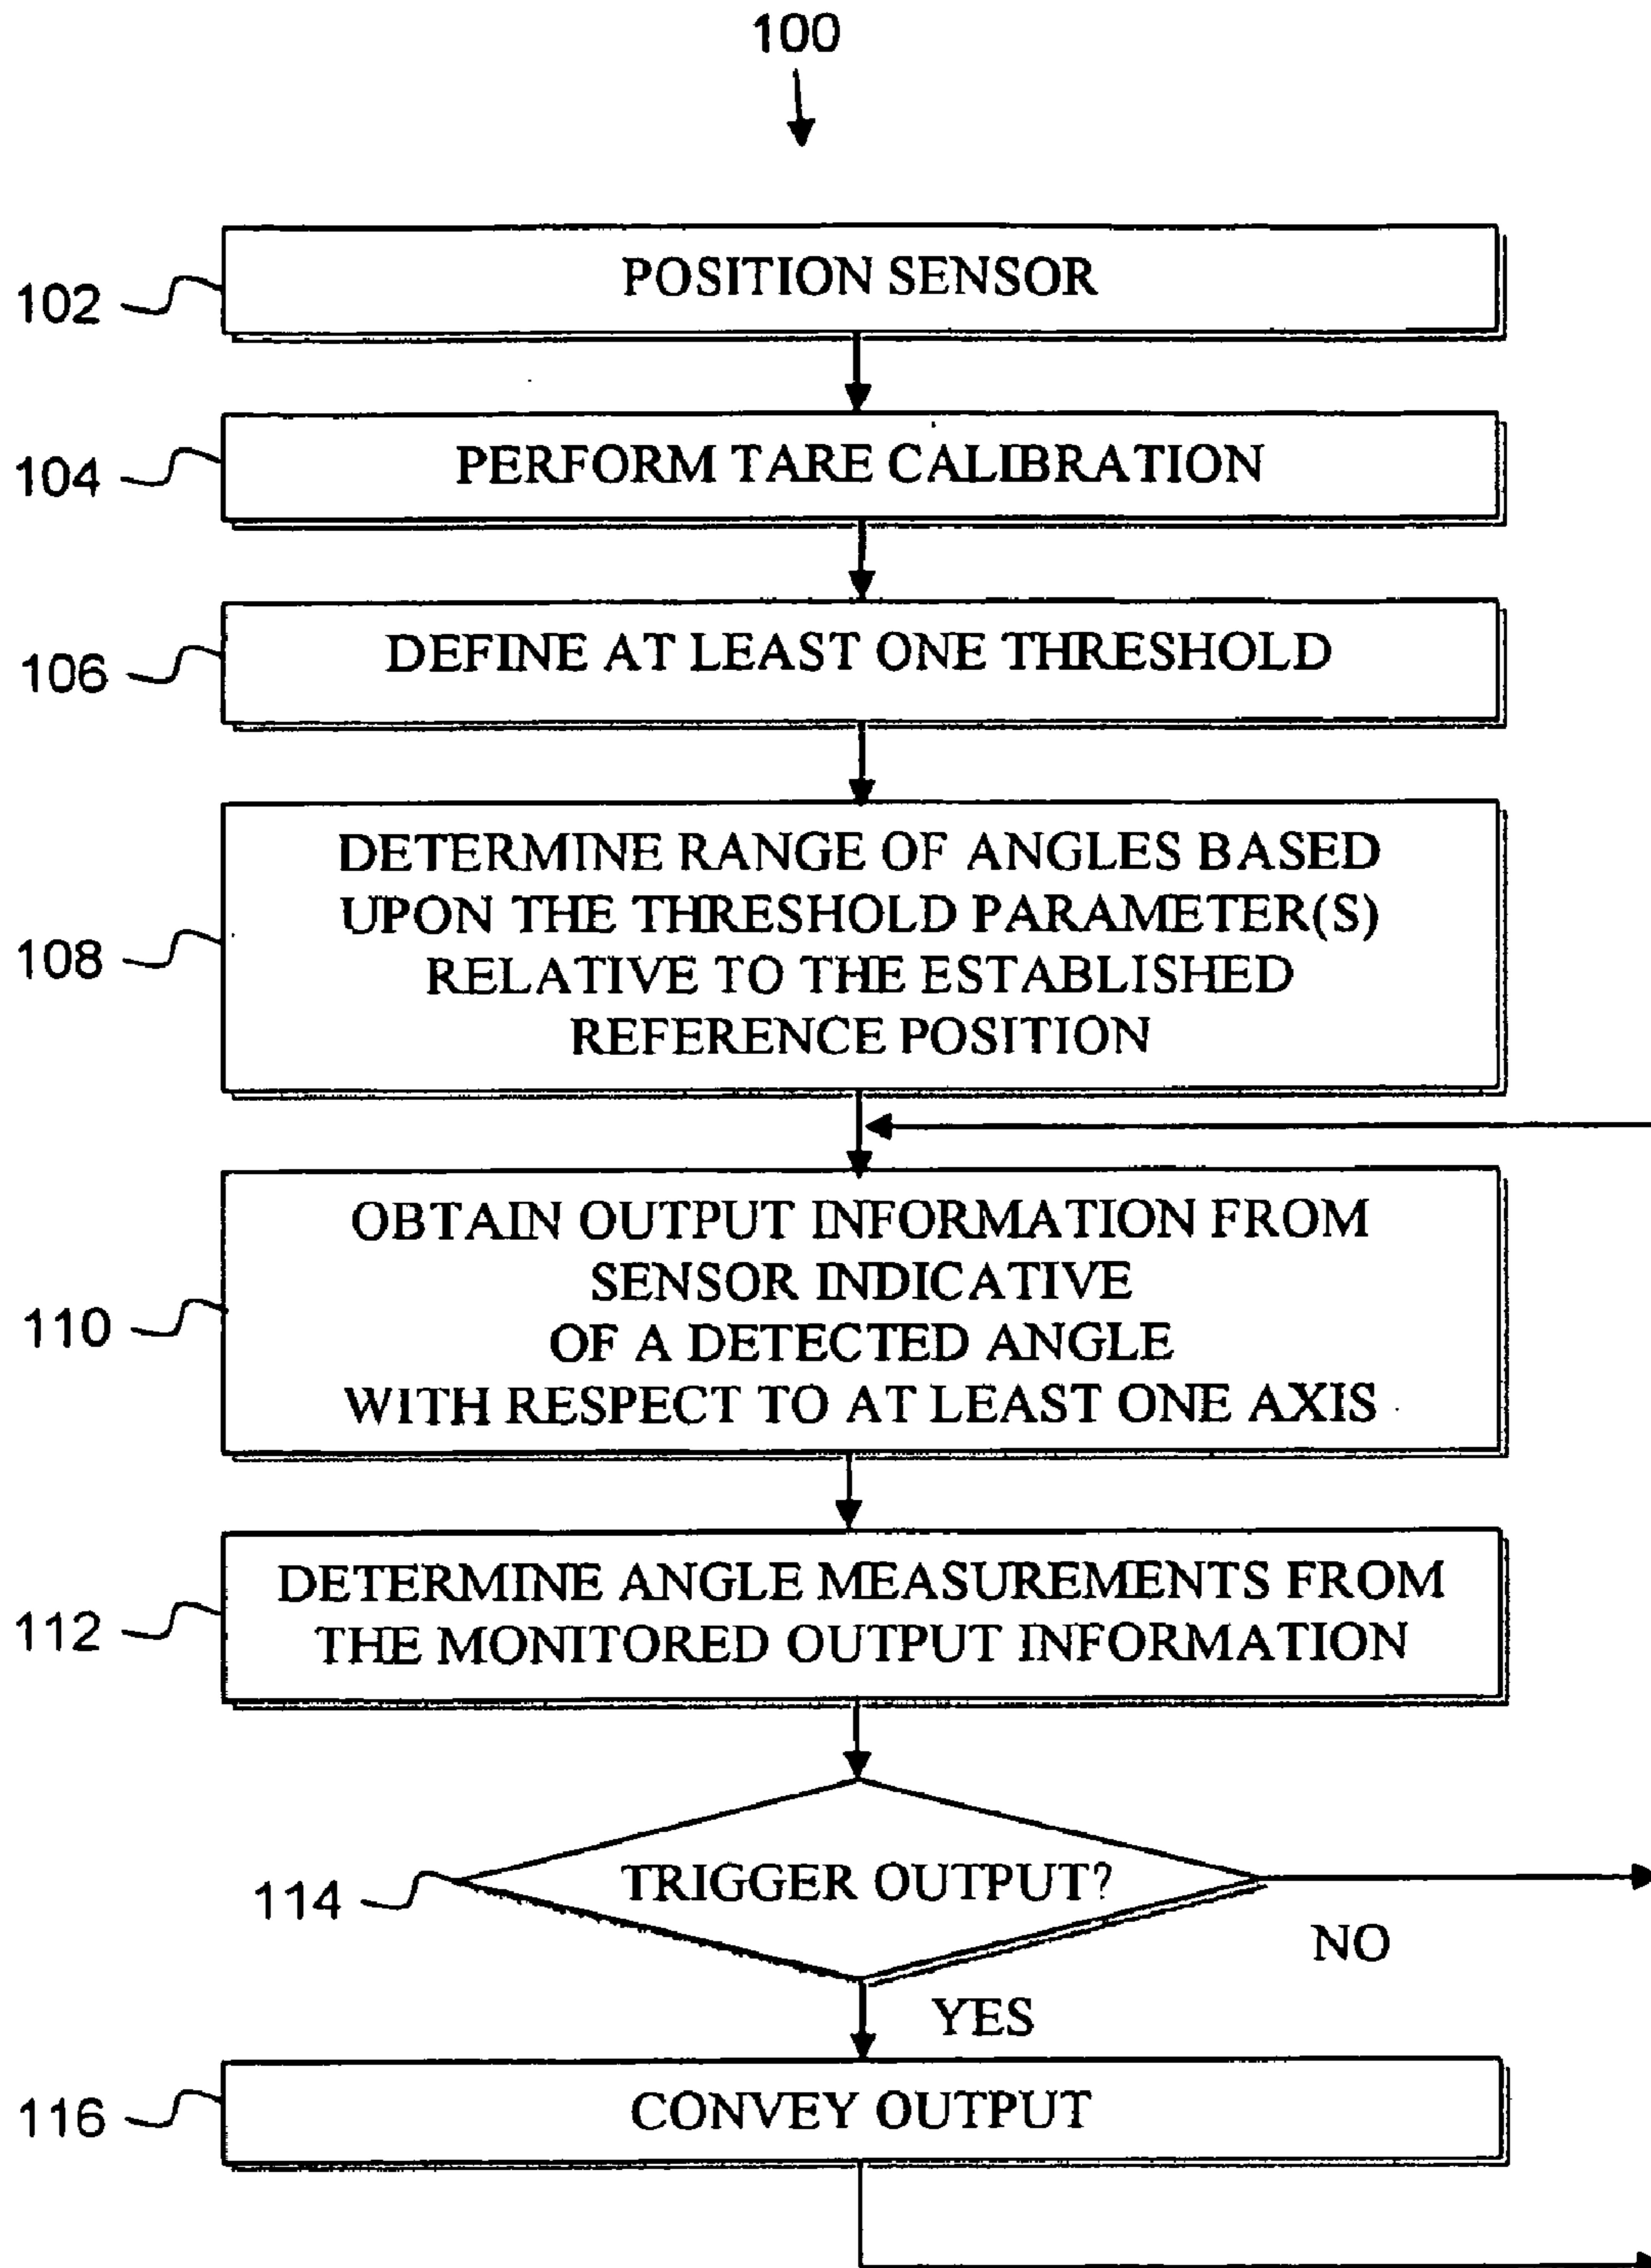 100
102
POSITION SENSOR
104
PERFORM TARE CALIBRATION
106
DEFINE AT LEAST ONE THRESHOLD
108
DETERMINE RANGE OF ANGLES BASED
UPON THE THRESHOLD PARAMETER(S)
RELATIVE TO THE ESTABLISHED
REFERENCE POSITION
110
OBTAIN OUTPUT INFORMATION FROM
SENSOR INDICATIVE
OF A DETECTED ANGLE
WITH RESPECT TO AT LEAST ONE AXIS
112
DETERMINE ANGLE MEASUREMENTS FROM
THE MONITORED OUTPUT INFORMATION
114
TRIGGER OUTPUT?
NO
YES
116
CONVEY OUTPUT